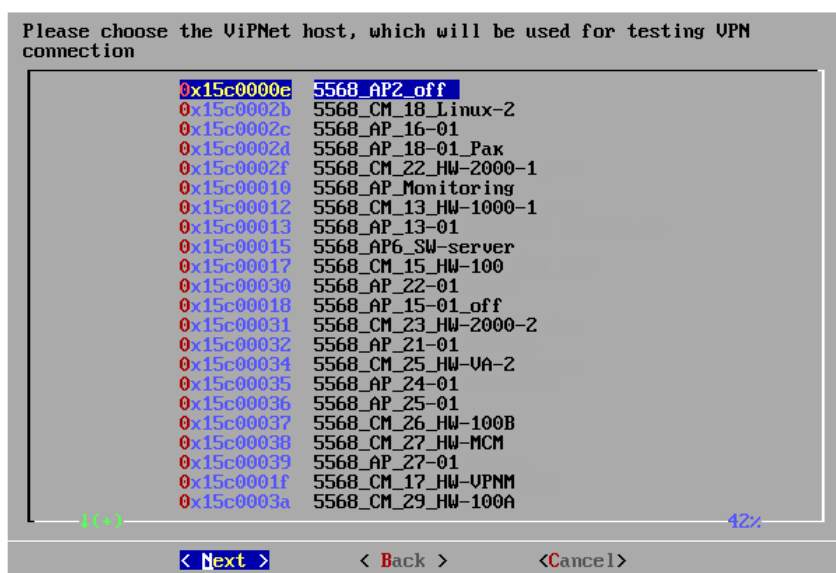 Please choose the ViPNet host, which will be used for testing VPN
connection
0x15c0000e 5568_AP2_off
0x15c0002b 5568_CM_18_Linux-2
0x15c0002c 5568_AP_16-01
0x15c0002d 5568_AP_18-01_Pak
0x15c0002f 5568_CM_22_HW-2000-1
0x15c00010 5568_AP_Monitoring
0x15c00012 5568_CM_13_HW-1000-1
0x15c00013 5568_AP_13-01
0x15c00015 5568_AP6_SW-server
0x15c00017 5568_CM_15_HW-100
0x15c00030 5568_AP_22-01
0x15c00018 5568_AP_15-01_off
0x15c00031 5568_CM_23_HW-2000-2
0x15c00032 5568_AP_21-01
0x15c00034 5568_CM_25_HW-VA-2
0x15c00035 5568_AP_24-01
0x15c00036 5568_AP_25-01
0x15c00037 5568_CM_26_HW-100B
0x15c00038 5568_CM_27_HW-MCM
0x15c00039 5568_AP_27-01
0x15c0001f 5568_CM_17_HW-VPNM
0x15c0003a 5568_CM_29_HW-100A
↓(+) 42%
< Next > < Back > <Cancel>